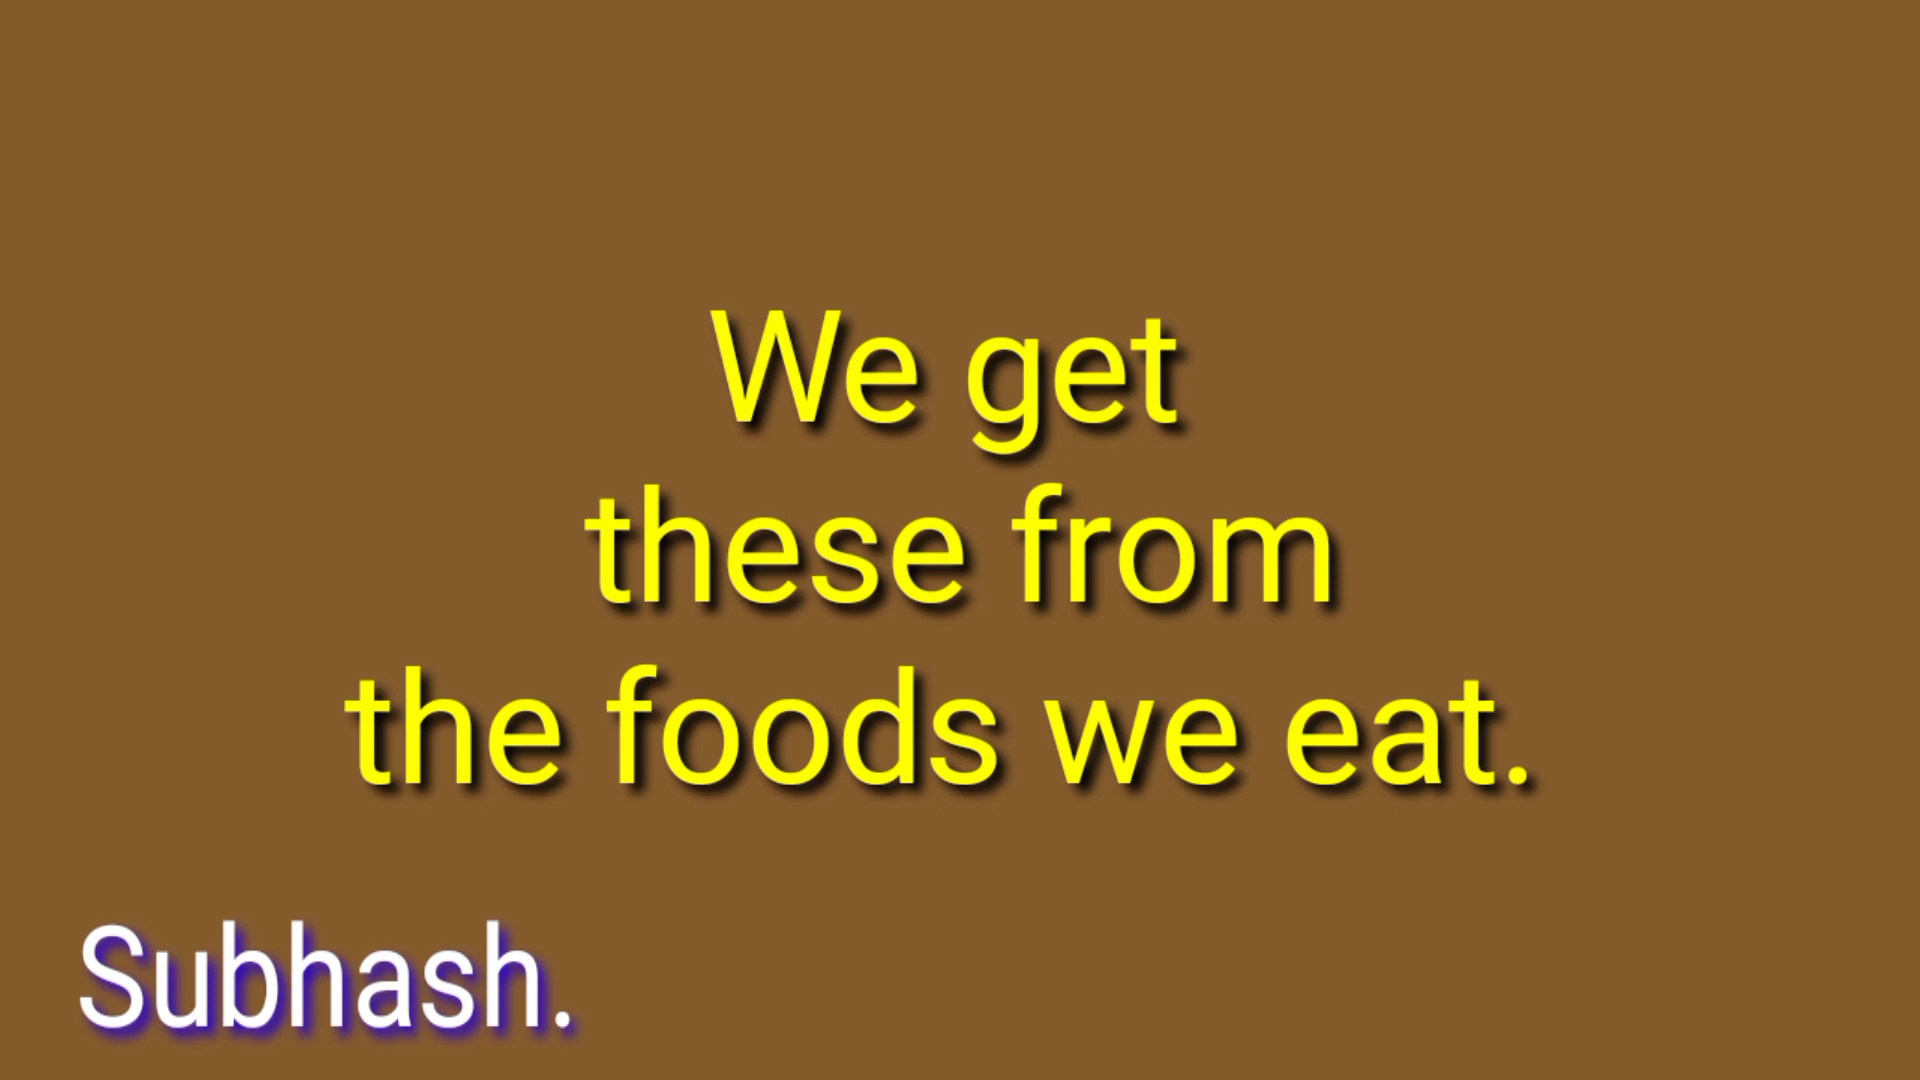 We get
these from
the foods we eat.
Subhash.